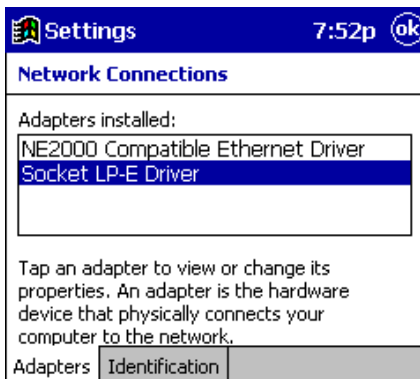 Settings 7:52p ok
Network Connections
Adapters installed:
NE2000 Compatible Ethernet Driver
Socket LP-E Driver
Tap an adapter to view or change its
properties. An adapter is the hardware
device that physically connects your
computer to the network.
Adapters Identification